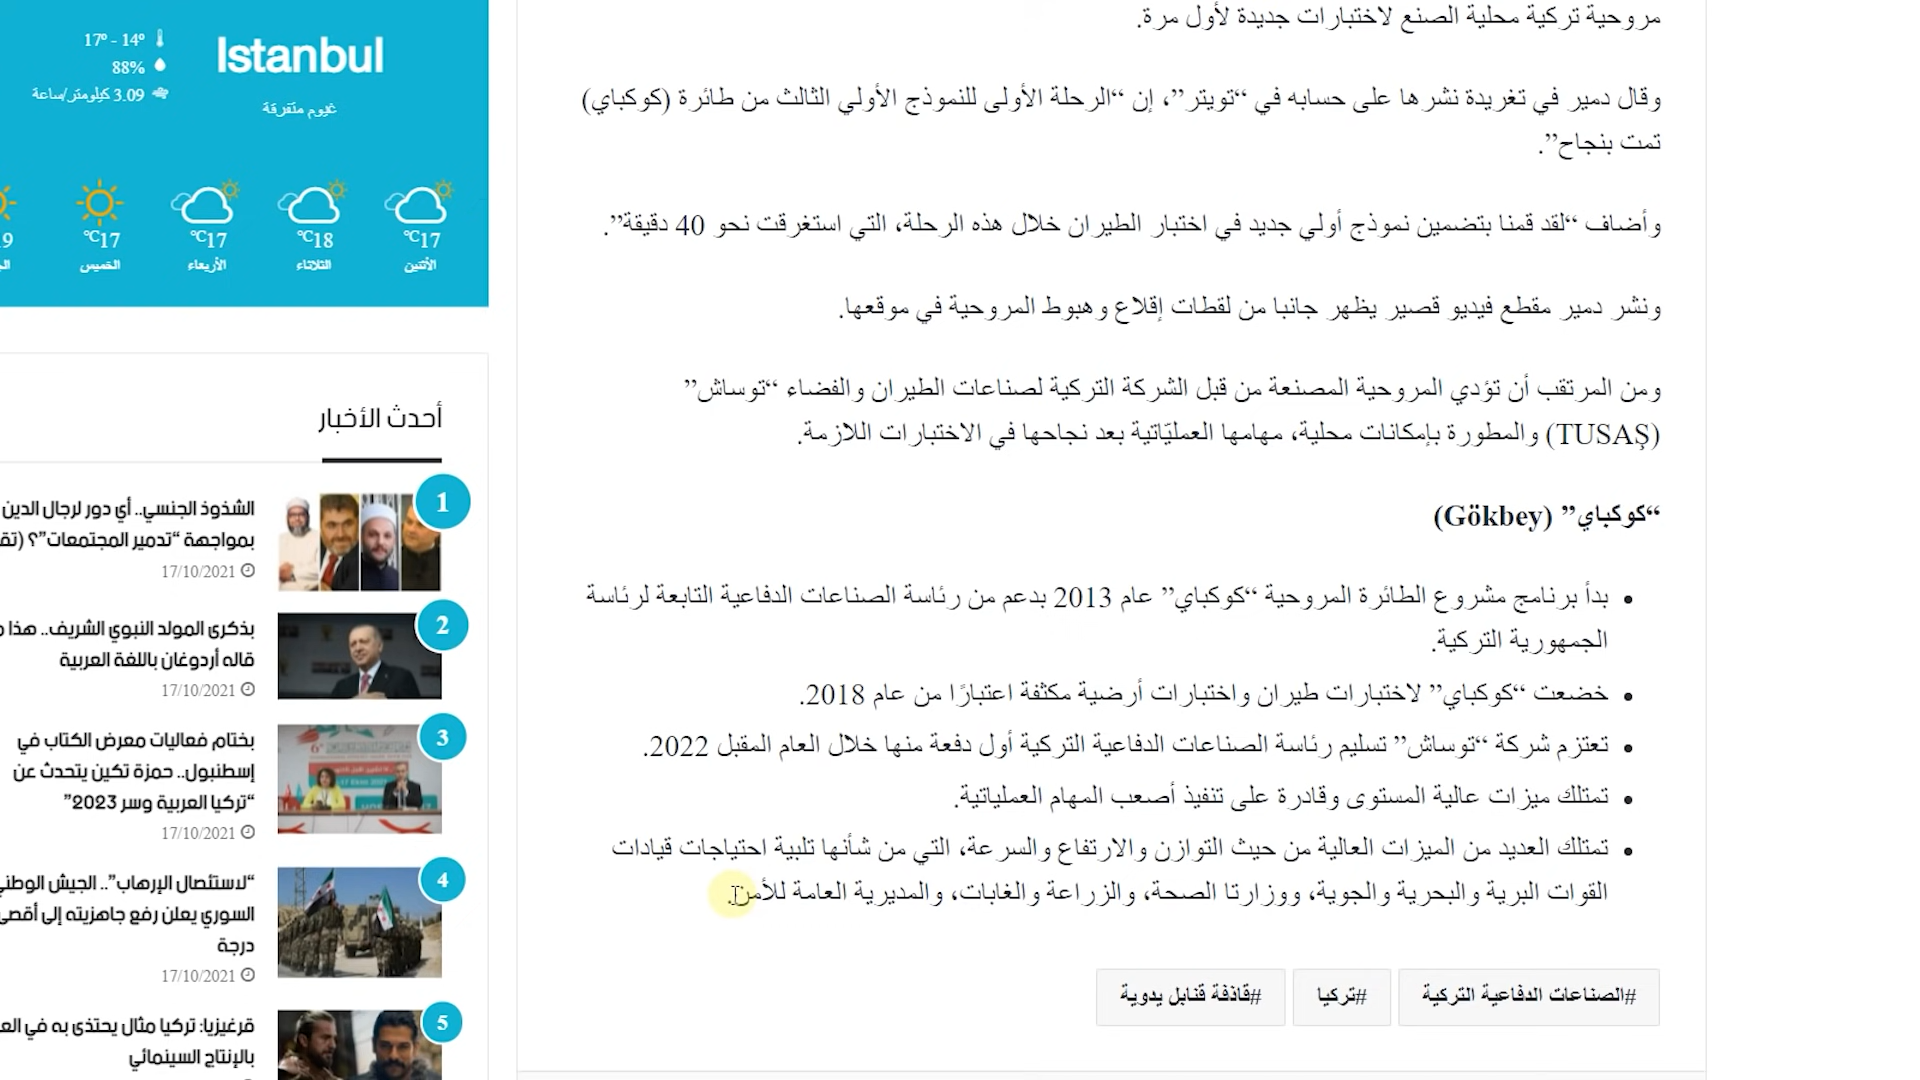 مروحية تركية محلية الصنع لاختبارات جديدة لأول مرة.
وقال دمير في تغريدة نشرها على حسابه في “تويتر”، إن “الرحلة الأولى للنموذج الأولي الثالث من طائرة (كوكباي)
تمت بنجاح”.
وأضاف “لقد قمنا بتضمين نموذج أولي جديد في اختبار الطيران خلال هذه الرحلة، التي استغرقت نحو 40 دقيقة”.
ونشر دمير مقطع فيديو قصير يظهر جانبا من لقطات إقلاع وهبوط المروحية في موقعها.
ومن المرتقب أن تؤدي المروحية المصنعة من قبل الشركة التركية لصناعات الطيران والفضاء “توساش”
(TUSAŞ) والمطورة بإمكانات محلية، مهامها العمليّاتية بعد نجاحها في الاختبارات اللازمة.
“كوكباي” (Gökbey)
• بدأ برنامج مشروع الطائرة المروحية “كوكباي” عام 2013 بدعم من رئاسة الصناعات الدفاعية التابعة لرئاسة
الجمهورية التركية.
• خضعت “كوكباي” لاختبارات طيران واختبارات أرضية مكثفة اعتبارًا من عام 2018.
• تعتزم شركة “توساش” تسليم رئاسة الصناعات الدفاعية التركية أول دفعة منها خلال العام المقبل 2022.
• تمتلك ميزات عالية المستوى وقادرة على تنفيذ أصعب المهام العملياتية.
• تمتلك العديد من الميزات العالية من حيث التوازن والارتفاع والسرعة، التي من شأنها تلبية احتياجات قيادات
القوات البرية والبحرية والجوية، ووزارتا الصحة، والزراعة والغابات، والمديرية العامة للأمن.
#الصناعات الدفاعية التركية
#تركيا
#قاذفة قنابل يدوية
Istanbul
غيوم متفرقة
17º - 14º
88%
3.09 كيلومتر/ساعة
17℃
الأثنين
18℃
الثلاثاء
17℃
الأربعاء
17℃
الخميس
أحدث الأخبار
1
الشذوذ الجنسي.. أي دور لرجال الدين
بمواجهة “تدمير المجتمعات”؟
17/10/2021
2
بذكرى المولد النبوي الشريف.. هذا
قاله أردوغان باللغة العربية
17/10/2021
3
بختام فعاليات معرض الكتاب في
إسطنبول.. حمزة تكين يتحدث عن
“تركيا العربية وسر 2023”
17/10/2021
4
“لاستئصال الإرهاب”.. الجيش
السوري يعلن رفع جاهزيته إلى
درجة
17/10/2021
5
قرغيزيا: تركيا مثال يحتذى به في
بالإنتاج السينمائي